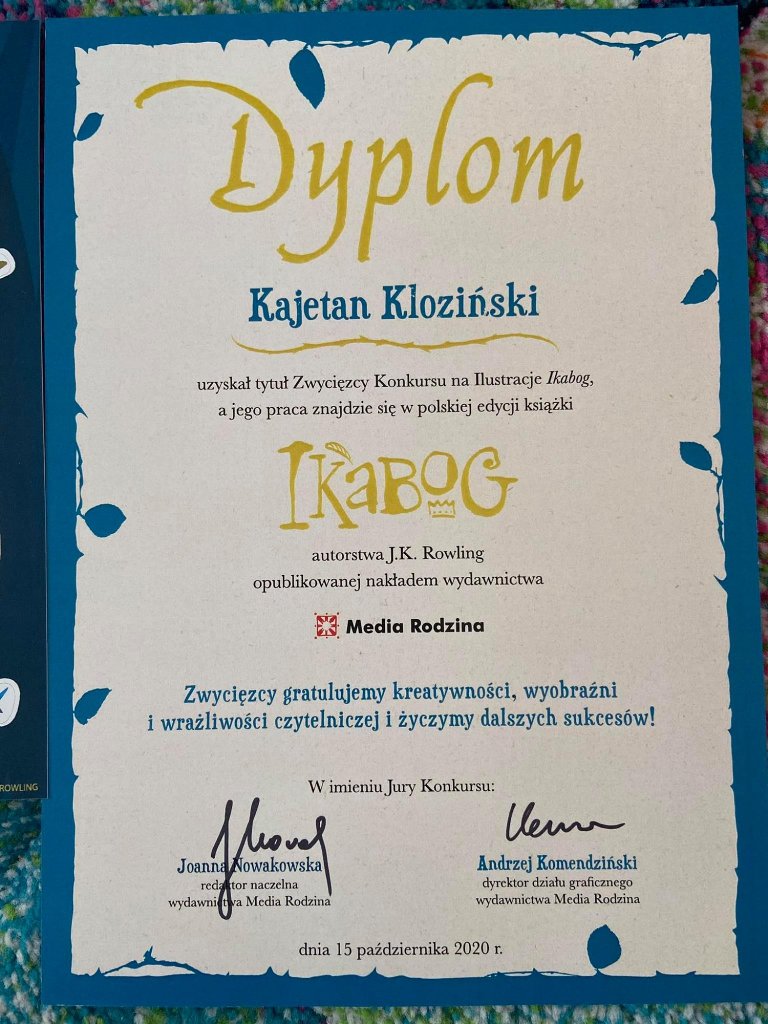 Dyplom
Kajetan Kloziński
uzyskał tytuł Zwycięzcy Konkursu na Ilustracje Ikabog,
a jego praca znajdzie się w polskiej edycji książki
IKABOG
autorstwa J.K. Rowling
opublikowanej nakładem wydawnictwa
Media Rodzina
Zwycięzcy gratulujemy kreatywności, wyobraźni
i wrażliwości czytelniczej i życzymy dalszych sukcesów!
W imieniu Jury Konkursu:
Joanna Nowakowska
redaktor naczelna
wydawnictwa Media Rodzina
Andrzej Komendziński
dyrektor działu graficznego
wydawnictwa Media Rodzina
dnia 15 października 2020 r.
ROWLING